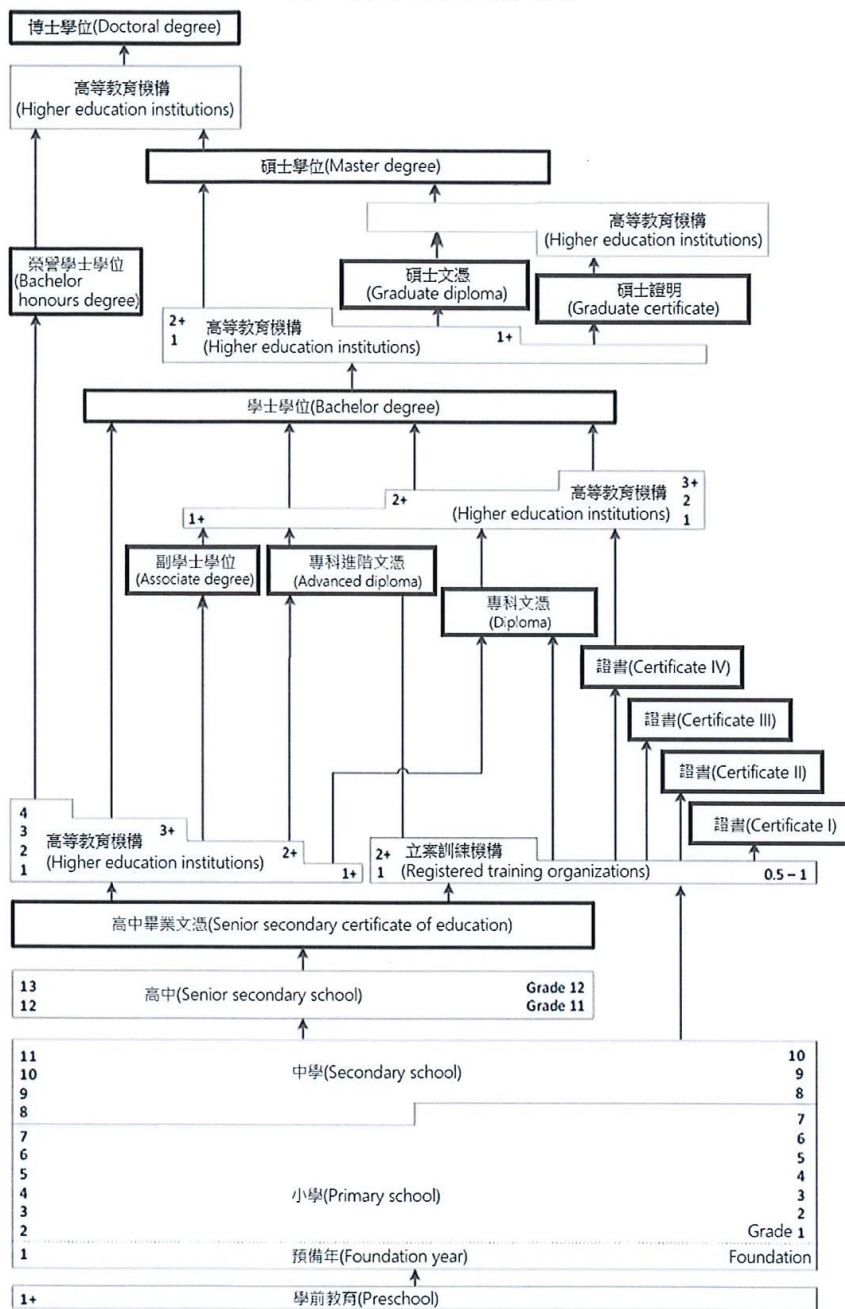 博士學位(Doctoral degree)
高等教育機構
(Higher education institutions)
碩士學位(Master degree)
高等教育機構
(Higher education institutions)
榮譽學士學位
(Bachelor
honours degree)
碩士文憑
(Graduate diploma)
碩士證明
(Graduate certificate)
2+
1
高等教育機構
(Higher education institutions)
1+
學士學位(Bachelor degree)
3+
2
1
高等教育機構
(Higher education institutions)
2+
1+
副學士學位
(Associate degree)
專科進階文憑
(Advanced diploma)
專科文憑
(Diploma)
證書(Certificate IV)
證書(Certificate III)
證書(Certificate II)
證書(Certificate I)
4
3
2
1
高等教育機構
(Higher education institutions)
3+
2+
1+
2+
1
立案訓練機構
(Registered training organizations)
0.5 – 1
高中畢業文憑(Senior secondary certificate of education)
13
12
高中(Senior secondary school)
Grade 12
Grade 11
11
10
9
8
中學(Secondary school)
10
9
8
7
6
5
4
3
2
小學(Primary school)
7
6
5
4
3
2
Grade 1
1
預備年(Foundation year)
Foundation
1+
學前教育(Preschool)